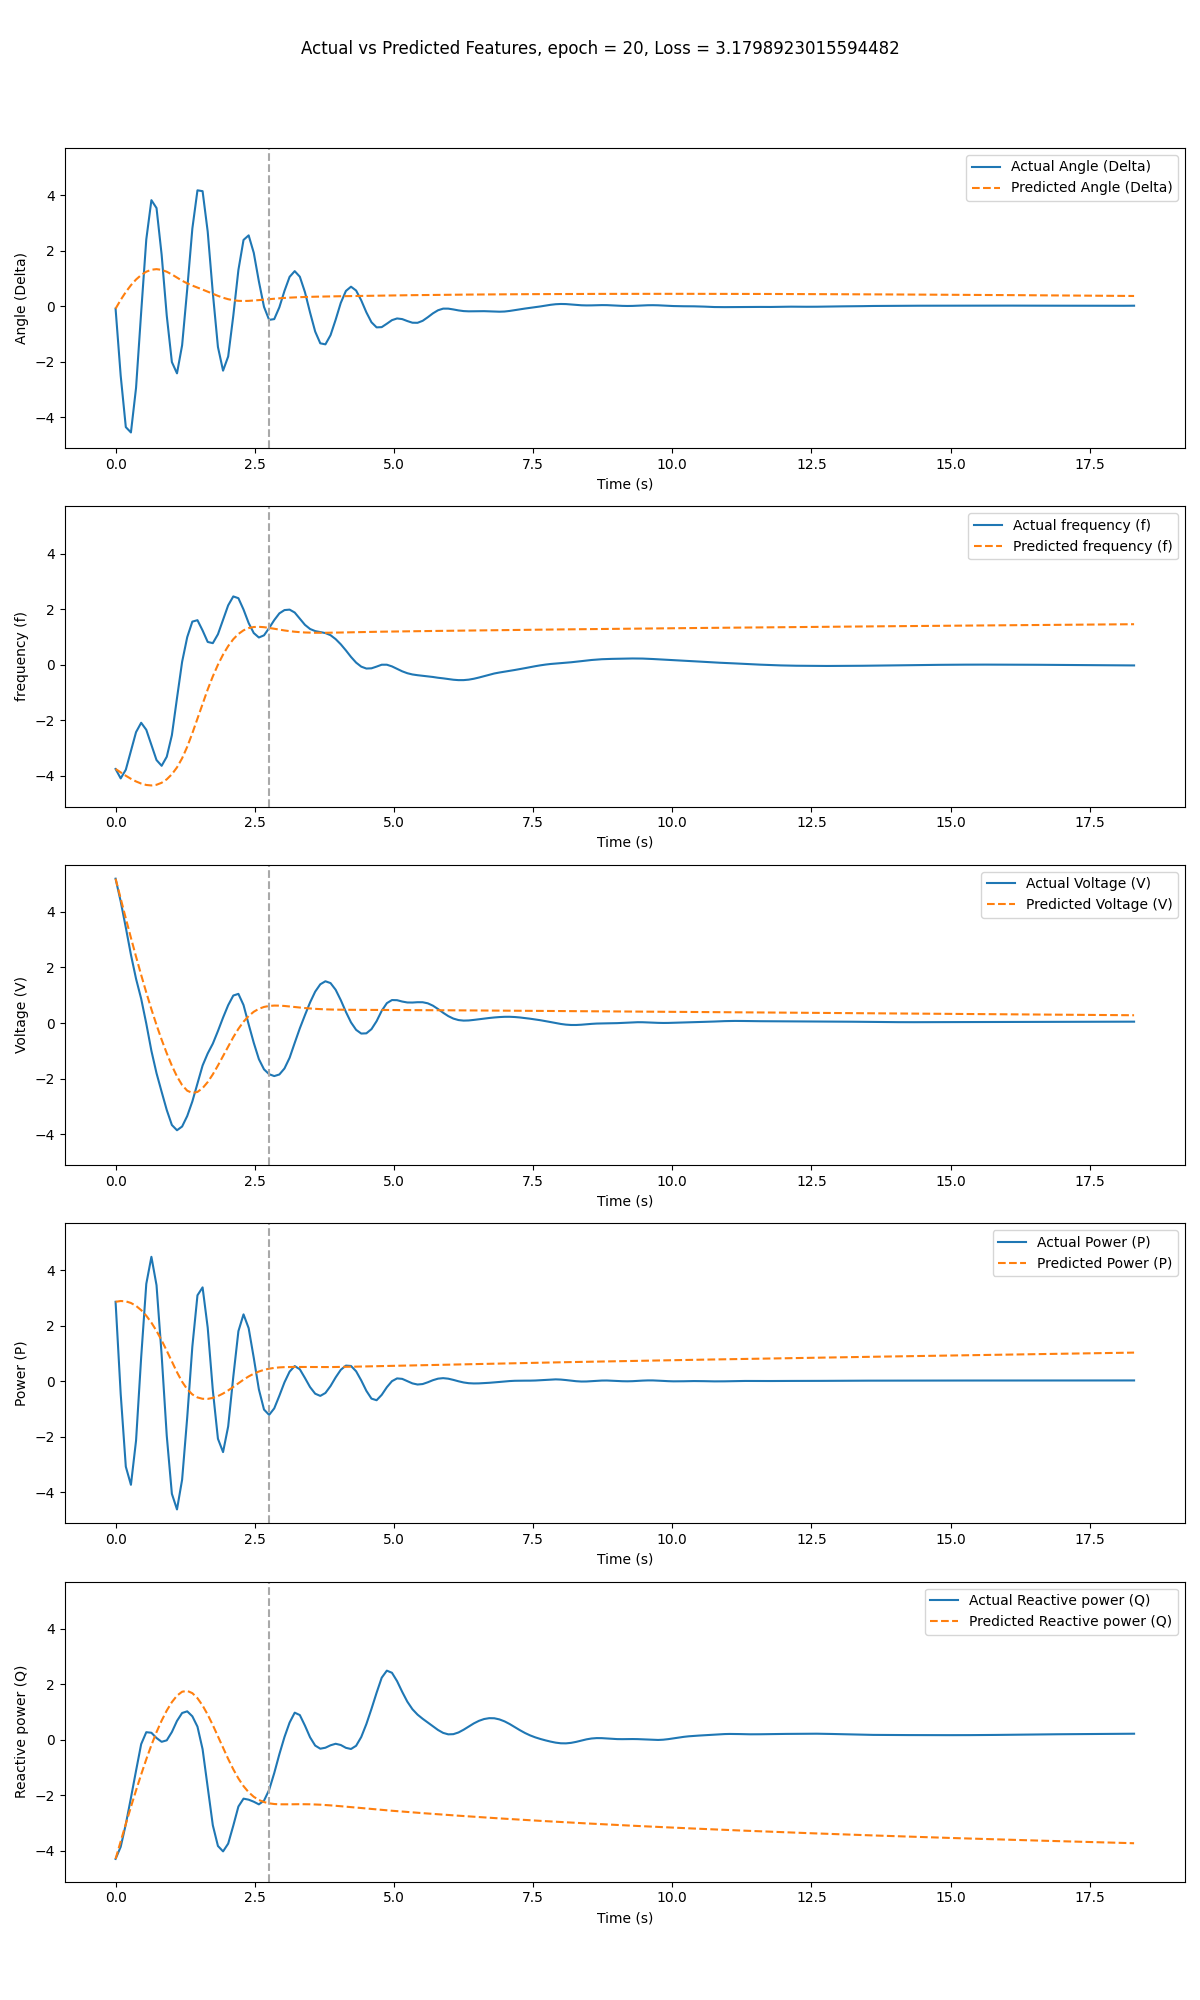 Actual vs Predicted Features, epoch = 20, Loss = 3.1798923015594482
Actual Angle (Delta)
Predicted Angle (Delta)
Angle (Delta)
4
2
0
−2
−4
0.0 2.5 5.0 7.5 10.0 12.5 15.0 17.5
Time (s)
Actual frequency (f)
Predicted frequency (f)
frequency (f)
4
2
0
−2
−4
0.0 2.5 5.0 7.5 10.0 12.5 15.0 17.5
Time (s)
Actual Voltage (V)
Predicted Voltage (V)
Voltage (V)
4
2
0
−2
−4
0.0 2.5 5.0 7.5 10.0 12.5 15.0 17.5
Time (s)
Actual Power (P)
Predicted Power (P)
Power (P)
4
2
0
−2
−4
0.0 2.5 5.0 7.5 10.0 12.5 15.0 17.5
Time (s)
Actual Reactive power (Q)
Predicted Reactive power (Q)
Reactive power (Q)
4
2
0
−2
−4
0.0 2.5 5.0 7.5 10.0 12.5 15.0 17.5
Time (s)